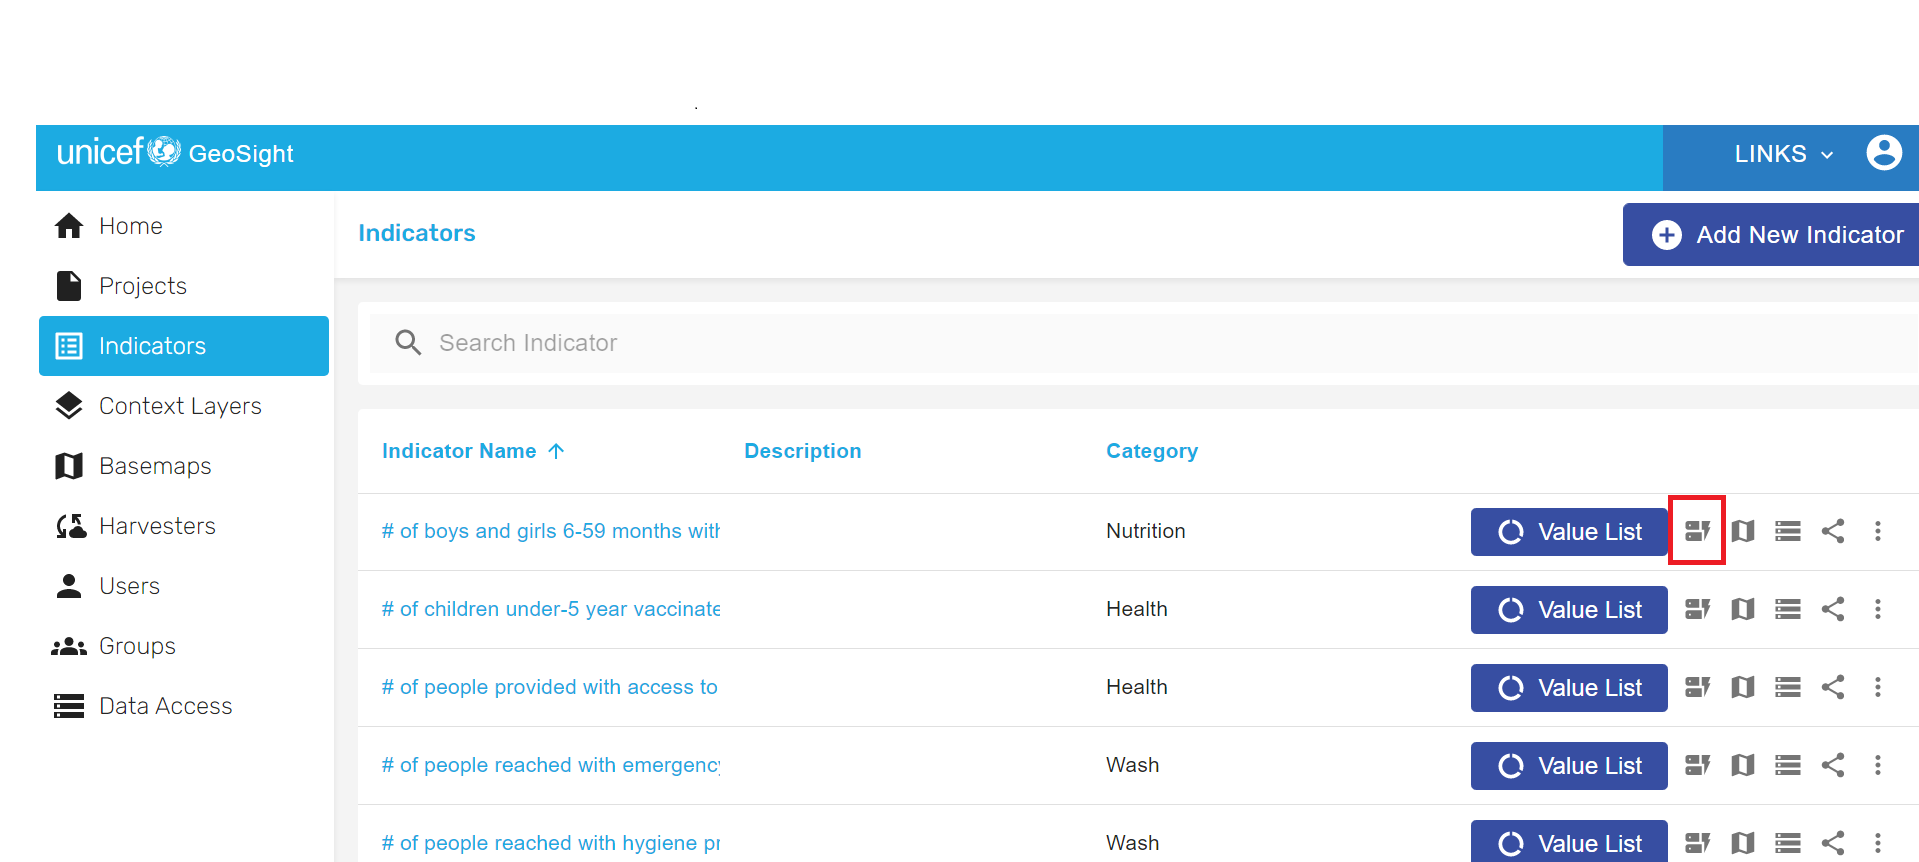 unicef GeoSight
LINKS
Home
Projects
Indicators
Context Layers
Basemaps
Harvesters
Users
Groups
Data Access
Indicators
Add New Indicator
Search Indicator
Indicator Name Description Category
# of boys and girls 6-59 months with Nutrition Value List
# of children under-5 year vaccinate Health Value List
# of people provided with access to Health Value List
# of people reached with emergency Wash Value List
# of people reached with hygiene pr Wash Value List